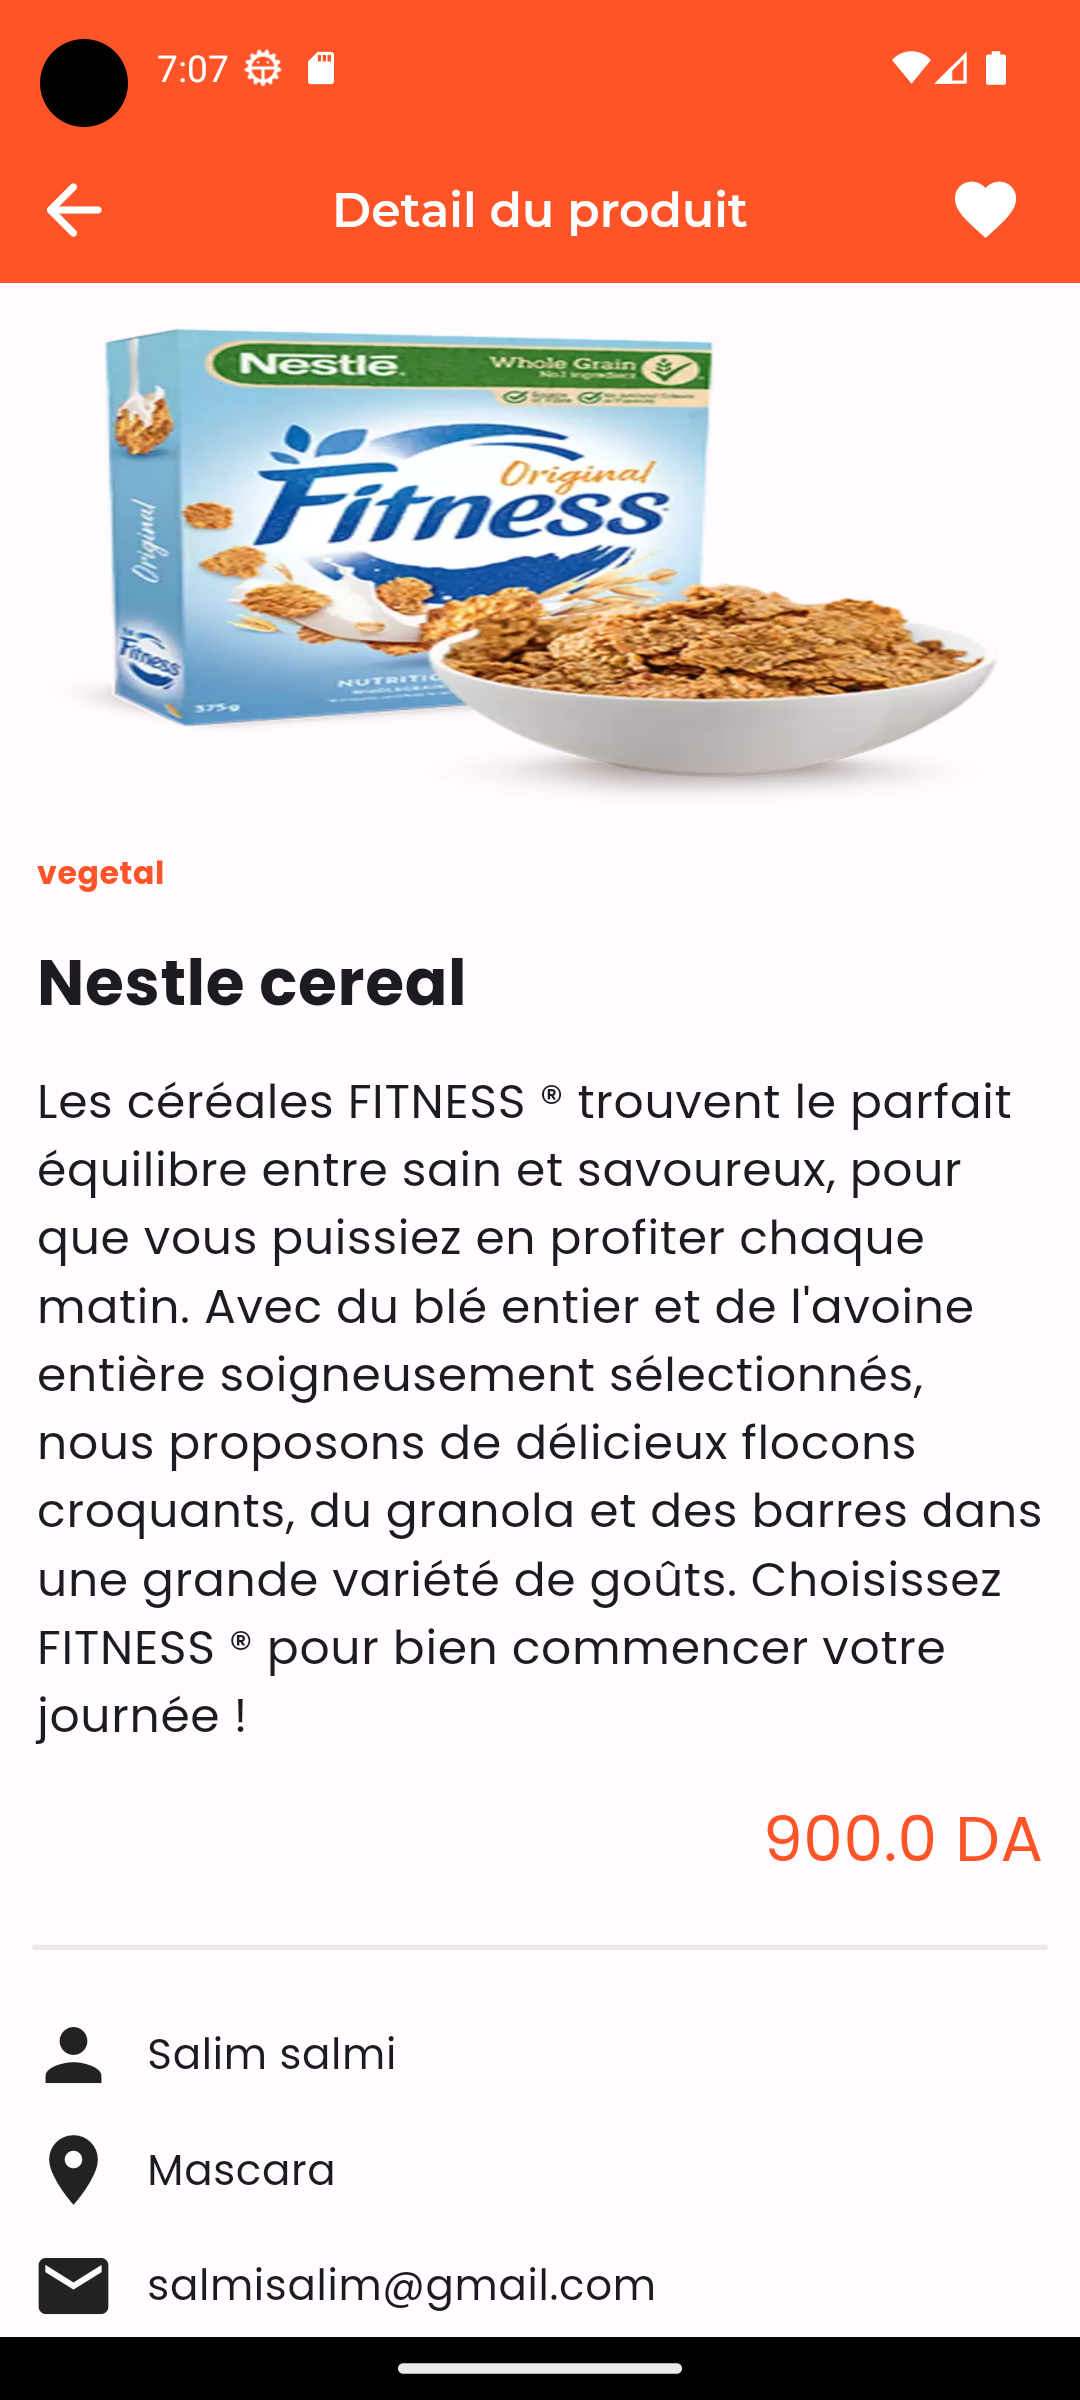 7:07
Detail du produit
Nestlē
Whole Grain
No.1 Ingredient
Original
Fitness
Original
Fitness
375g
vegetal
Nestle cereal
Les céréales FITNESS ® trouvent le parfait
équilibre entre sain et savoureux, pour
que vous puissiez en profiter chaque
matin. Avec du blé entier et de l'avoine
entière soigneusement sélectionnés,
nous proposons de délicieux flocons
croquants, du granola et des barres dans
une grande variété de goûts. Choisissez
FITNESS ® pour bien commencer votre
journée !
900.0 DA
Salim salmi
Mascara
salmisalim@gmail.com